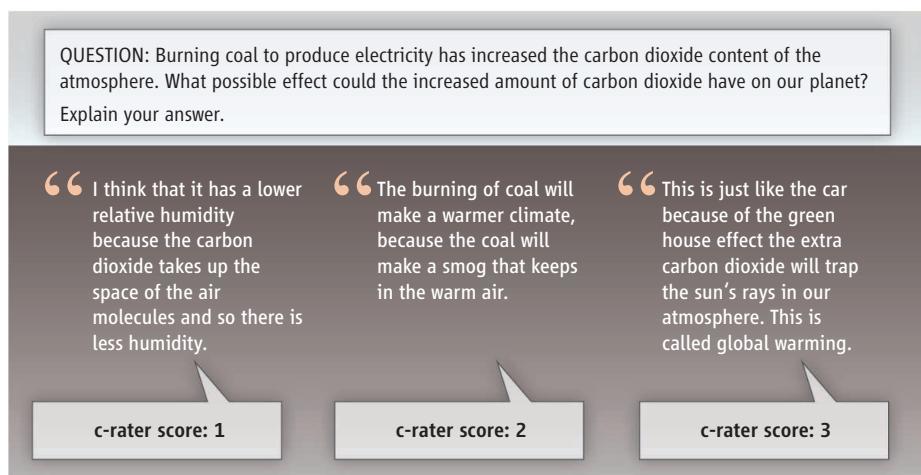 QUESTION: Burning coal to produce electricity has increased the carbon dioxide content of the
atmosphere. What possible effect could the increased amount of carbon dioxide have on our planet?
Explain your answer.
“ I think that it has a lower
relative humidity
because the carbon
dioxide takes up the
space of the air
molecules and so there is
less humidity.
c-rater score: 1
“ The burning of coal will
make a warmer climate,
because the coal will
make a smog that keeps
in the warm air.
c-rater score: 2
“ This is just like the car
because of the green
house effect the extra
carbon dioxide will trap
the sun’s rays in our
atmosphere. This is
called global warming.
c-rater score: 3